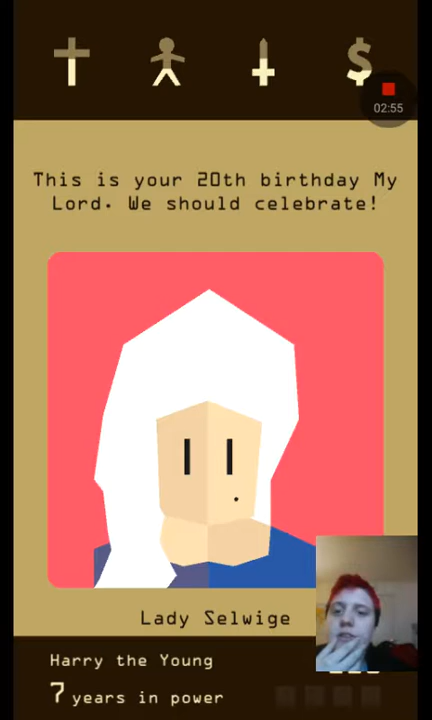 $
02:55
This is your 20th birthday My
Lord. We should celebrate!
Lady Selwige
Harry the Young
7 years in power